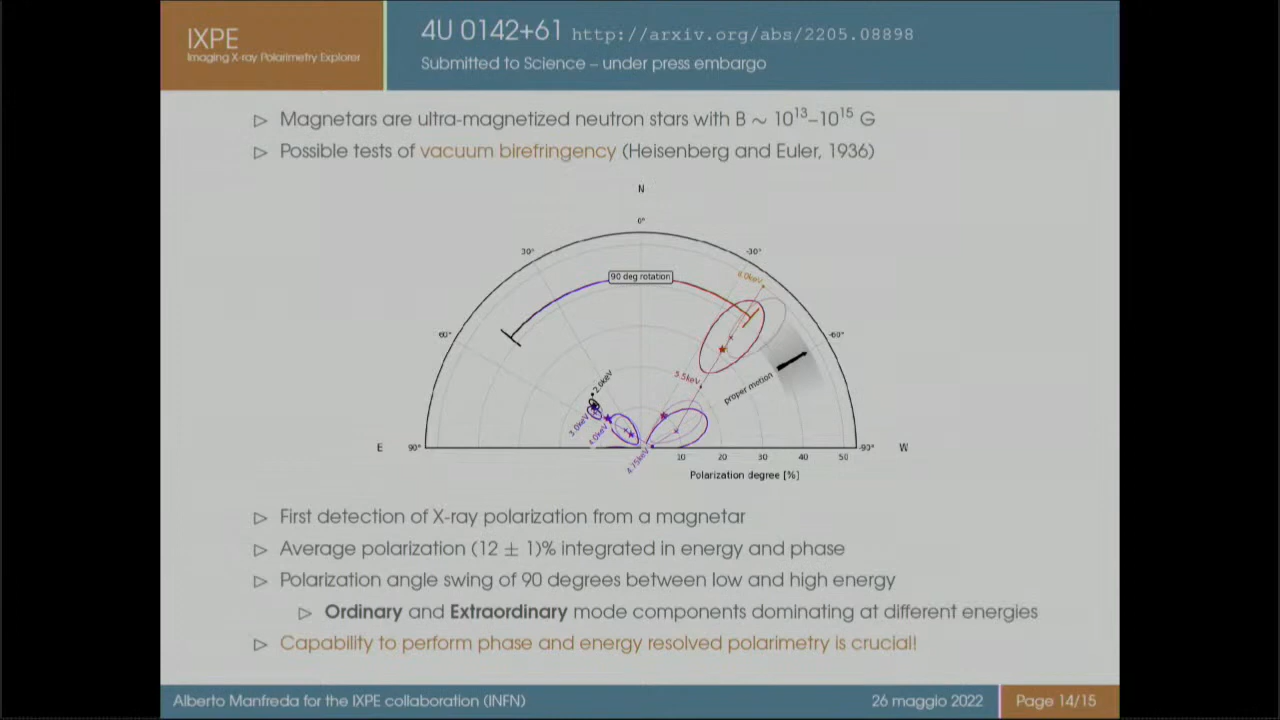 IXPE
Imaging X-ray Polarimetry Explorer
4U 0142+61 http://arxiv.org/abs/2205.08898
Submitted to Science – under press embargo
▷ Magnetars are ultra-magnetized neutron stars with B ∼ 10¹³–10¹⁵ G
▷ Possible tests of vacuum birefringency (Heisenberg and Euler, 1936)
N
0°
30°
-30°
90 deg rotation
8.0keV
60°
-60°
proper motion
5.5keV
2.0keV
3.0keV
4.0keV
4.75keV
E
90°
-90°
W
10 20 30 40 50
Polarization degree [%]
▷ First detection of X-ray polarization from a magnetar
▷ Average polarization (12 ± 1)% integrated in energy and phase
▷ Polarization angle swing of 90 degrees between low and high energy
▷ Ordinary and Extraordinary mode components dominating at different energies
▷ Capability to perform phase and energy resolved polarimetry is crucial!
Alberto Manfreda for the IXPE collaboration (INFN)
26 maggio 2022
Page 14/15